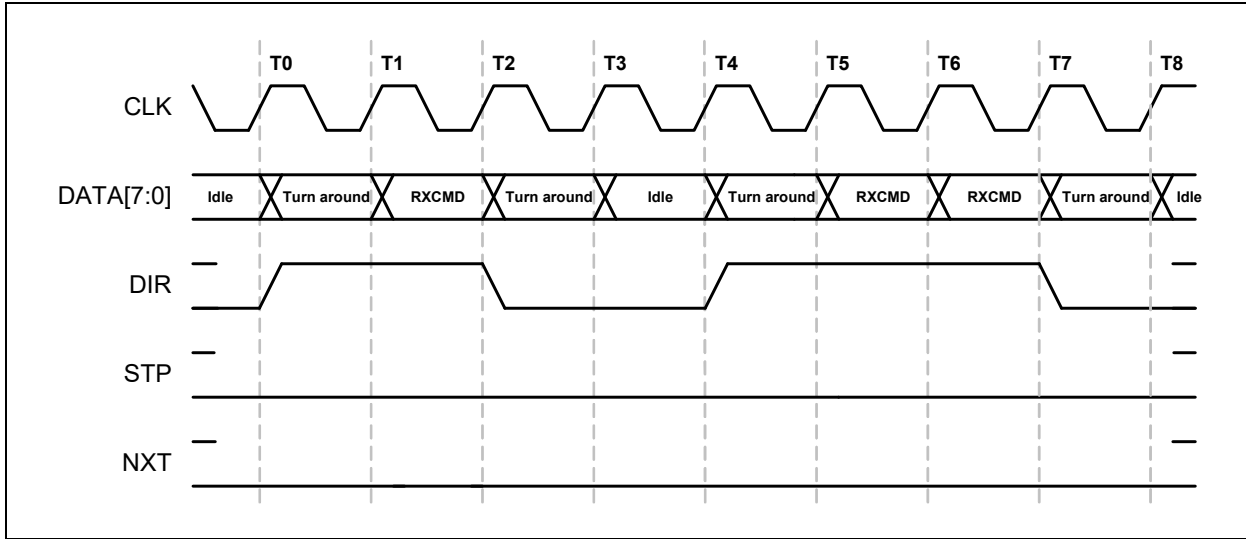 T0 T1 T2 T3 T4 T5 T6 T7 T8
CLK
DATA[7:0] Idle Turn around RXCMD Turn around Idle Turn around RXCMD RXCMD Turn around Idle
DIR
STP
NXT